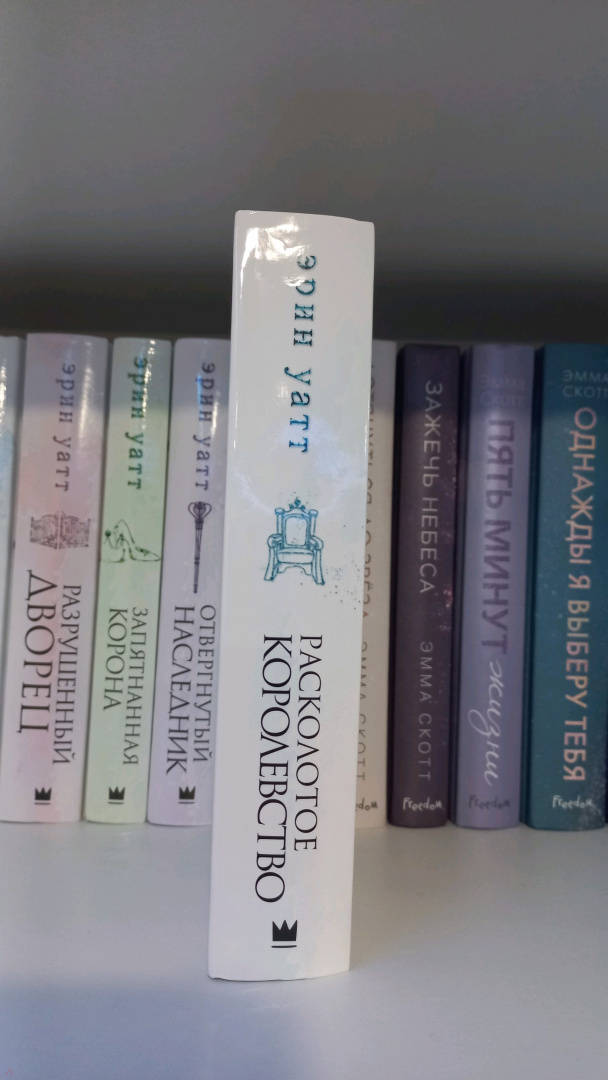 эрин уатт
РАЗРУШЕННЫЙ
ДВОРЕЦ
эрин уатт
ЗАПЯТНАННАЯ
КОРОНА
эрин уатт
ОТВЕРГНУТЫЙ
НАСЛЕДНИК
эрин уатт
РАСКОЛОТОЕ
КОРОЛЕВСТВО
ЭММА СКОТТ
ЗАЖЕЧЬ НЕБЕСА
ЭММА СКОТТ
Freedom
ЭММА
СКОТТ
ПЯТЬ МИНУТ
жизни
Freedom
ЭММА
СКОТТ
ОДНАЖДЫ Я ВЫБЕРУ ТЕБЯ
Freedom